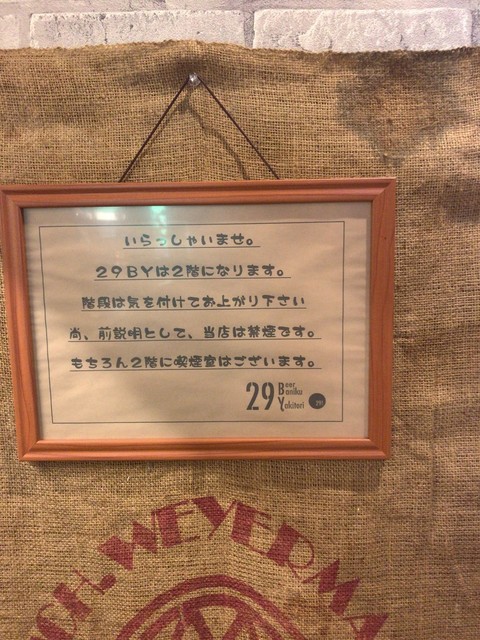 いらっしゃいませ。
29BYは2階になります。
階段は気を付けてお上がり下さい
尚、前説明として、当店は禁煙です。
もちろん2階に喫煙室はございます。
29 Beer
Baniku
Yakitori
ICH. WEYERMA